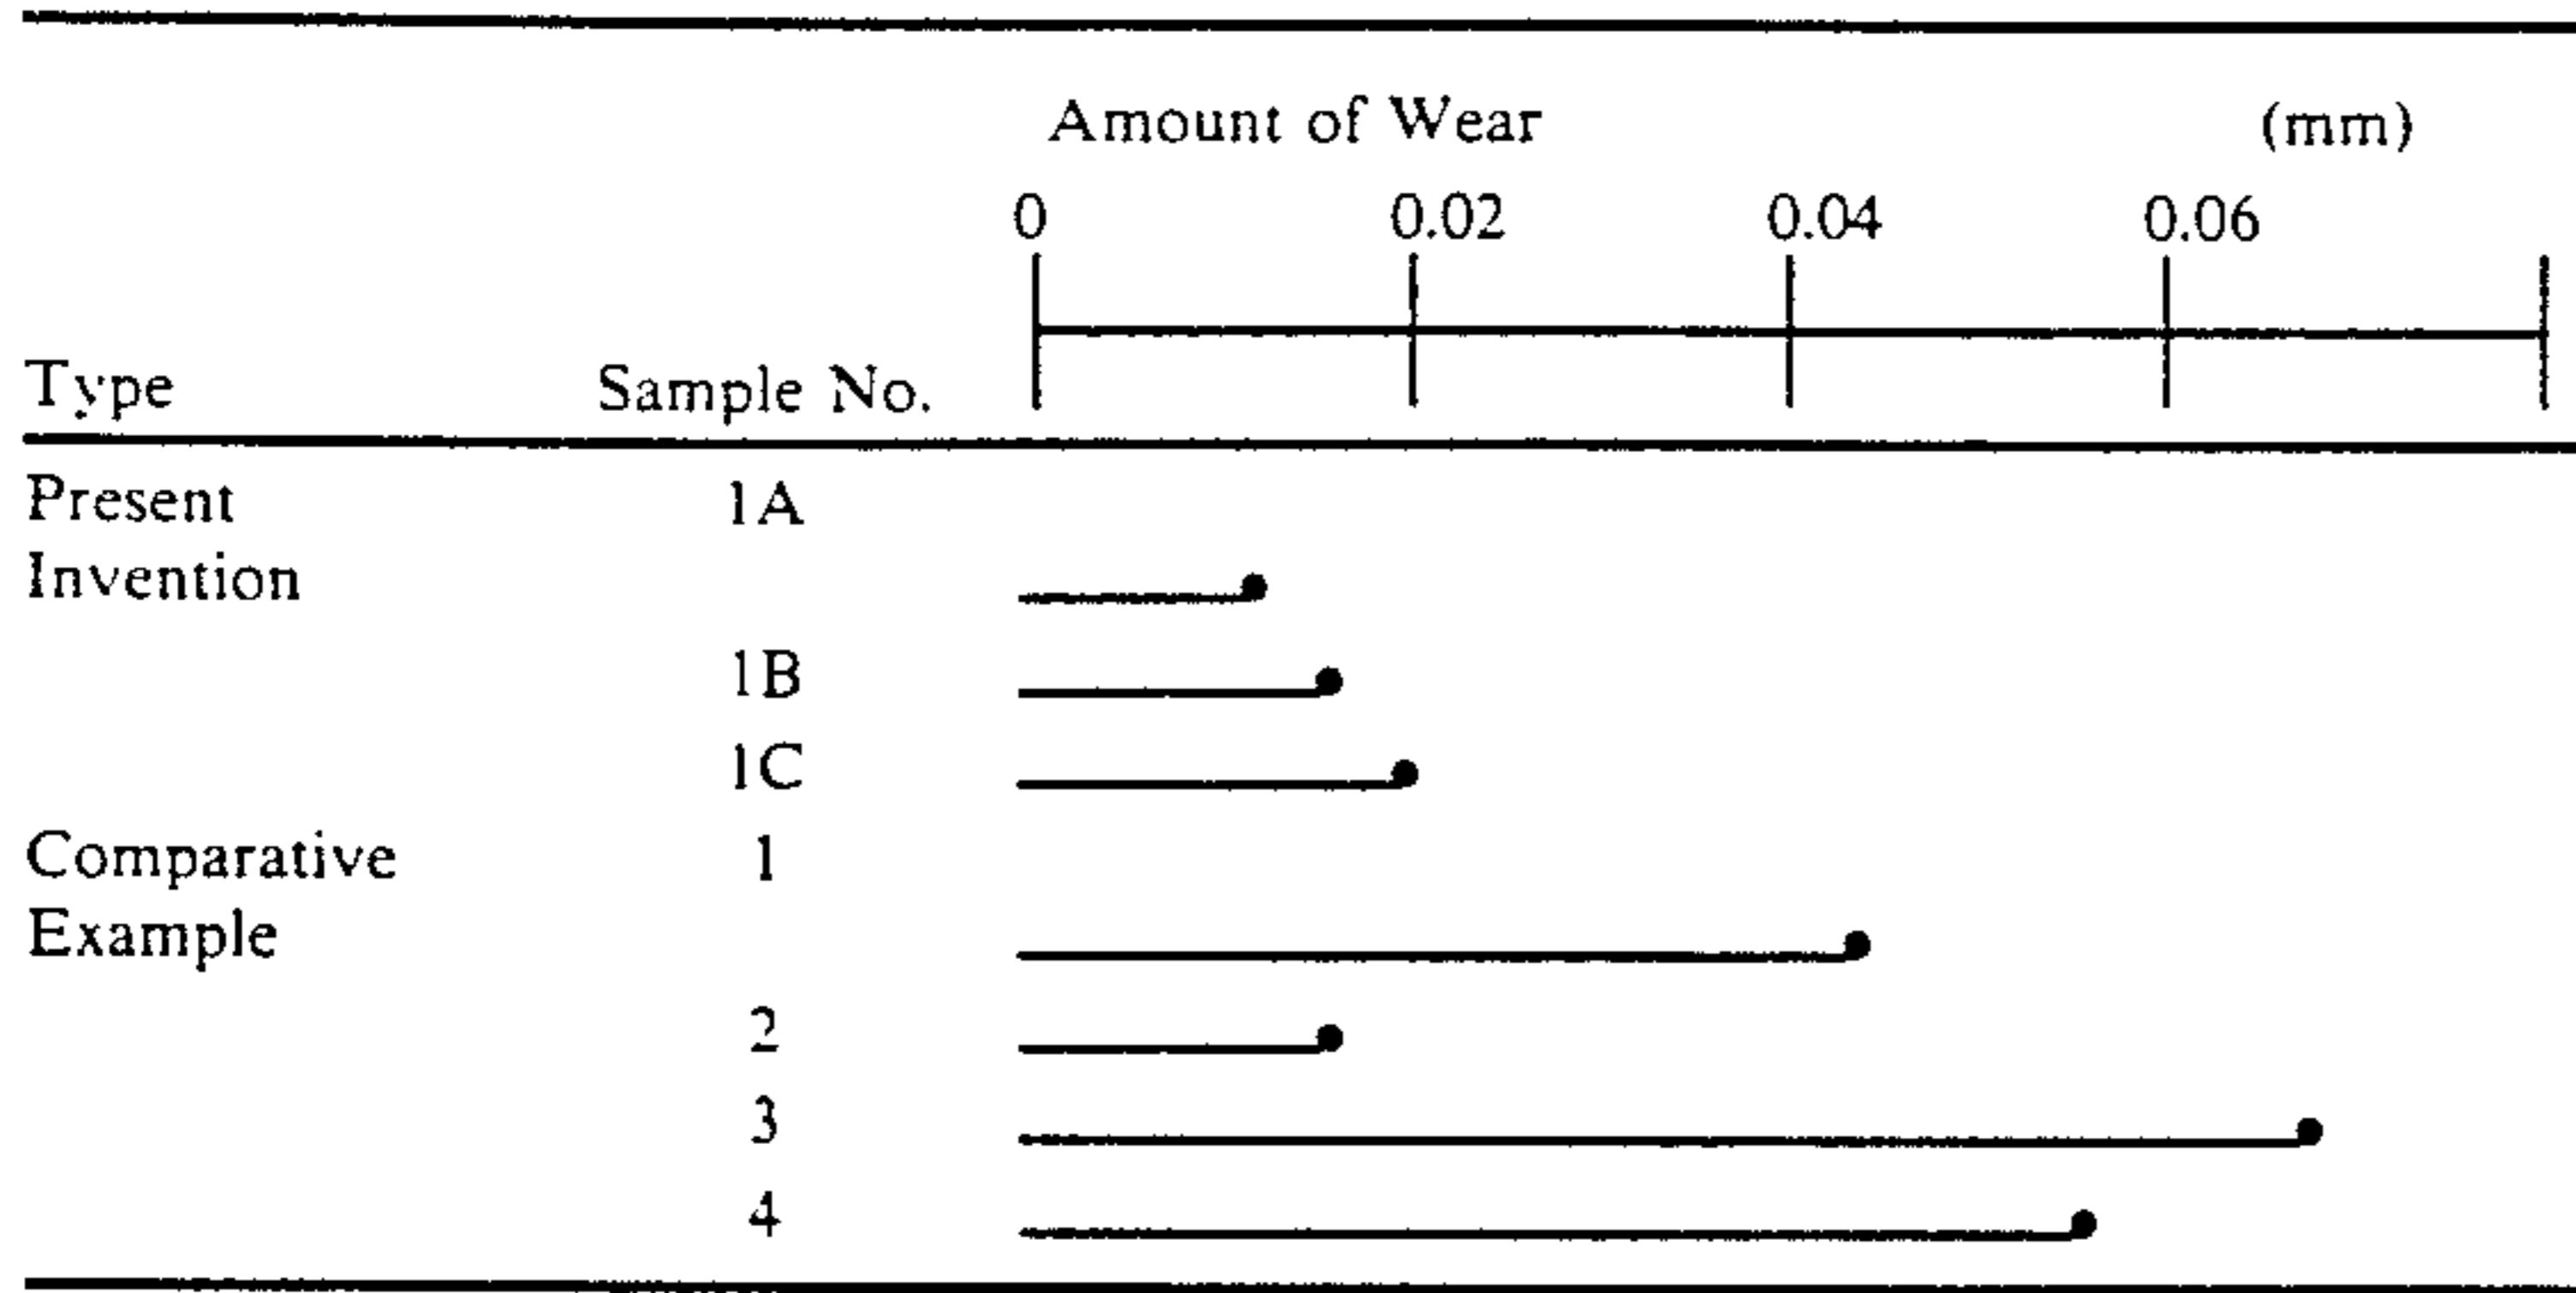 Amount of Wear (mm)
0 0.02 0.04 0.06
Type Sample No.
Present 1A
Invention
1B
1C
Comparative 1
Example
2
3
4